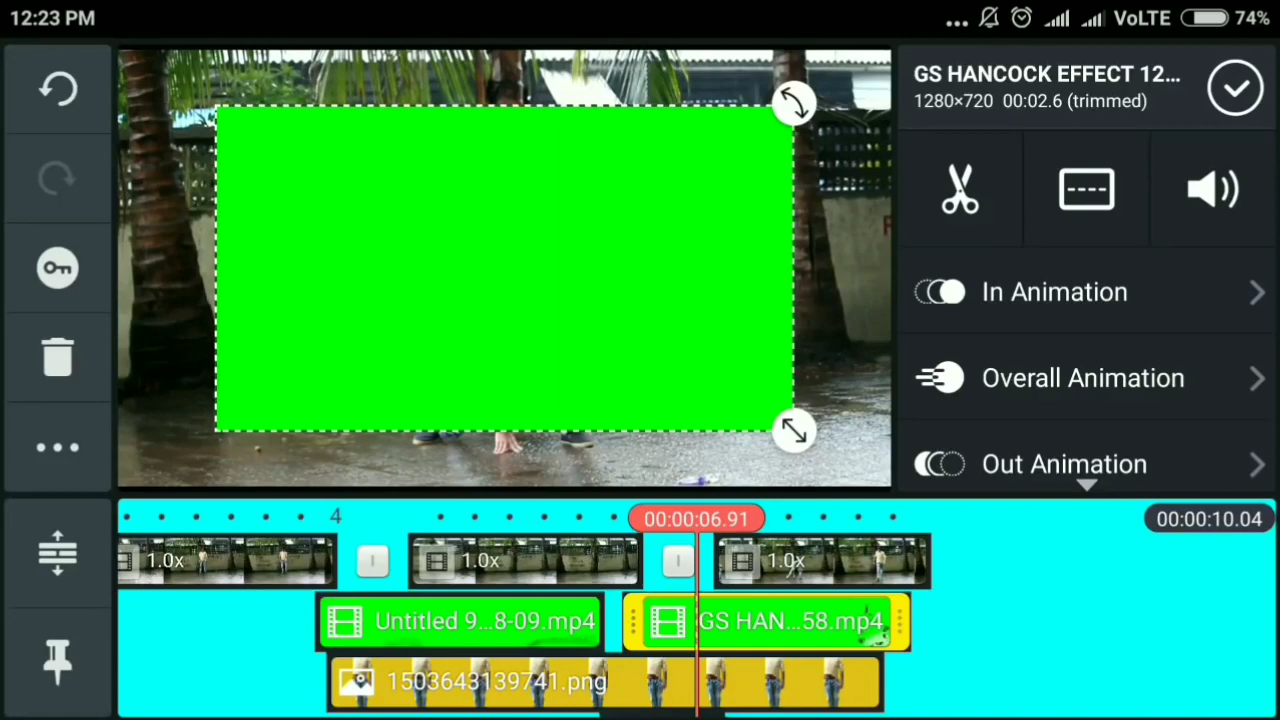 12:23 PM
VoLTE 74%
GS HANCOCK EFFECT 12...
1280×720 00:02.6 (trimmed)
In Animation
Overall Animation
Out Animation
4
00:00:06.91
00:00:10.04
1.0x
1.0x
1.0x
Untitled 9...8-09.mp4
GS HAN...58.mp4
1503643139741.png